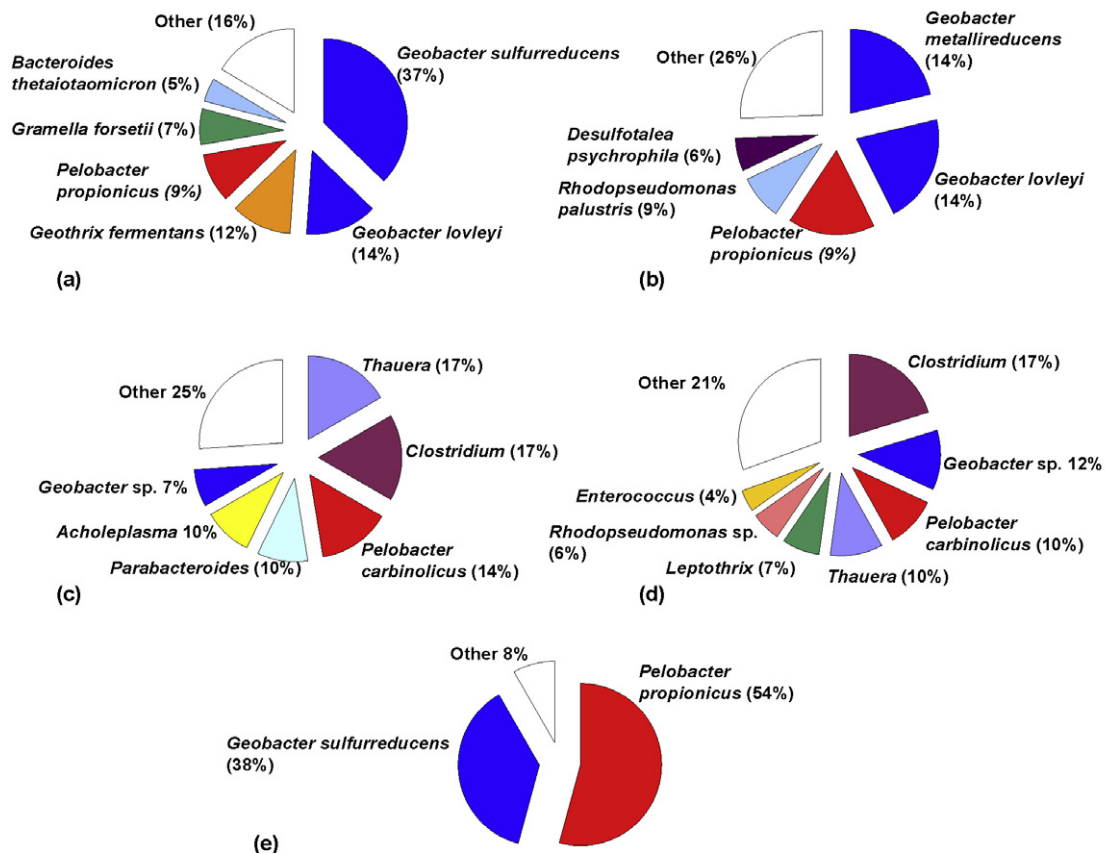 Other (16%)
Geobacter sulfurreducens
(37%)
Bacteroides
thetaiotaomicron (5%)
Gramella forsetii (7%)
Pelobacter
propionicus (9%)
Geothrix fermentans (12%)
Geobacter lovleyi
(14%)
(a)
Geobacter
metallireducens
(14%)
Other (26%)
Desulfotalea
psychrophila (6%)
Rhodopseudomonas
palustris (9%)
Geobacter lovleyi
(14%)
Pelobacter
propionicus (9%)
(b)
Thauera (17%)
Other 25%
Clostridium (17%)
Geobacter sp. 7%
Acholeplasma 10%
Parabacteroides (10%)
Pelobacter
carbinolicus (14%)
(c)
Clostridium (17%)
Other 21%
Geobacter sp. 12%
Enterococcus (4%)
Rhodopseudomonas sp.
(6%)
Leptothrix (7%)
Thauera (10%)
Pelobacter
carbinolicus (10%)
(d)
Other 8%
Pelobacter
propionicus (54%)
Geobacter sulfurreducens
(38%)
(e)